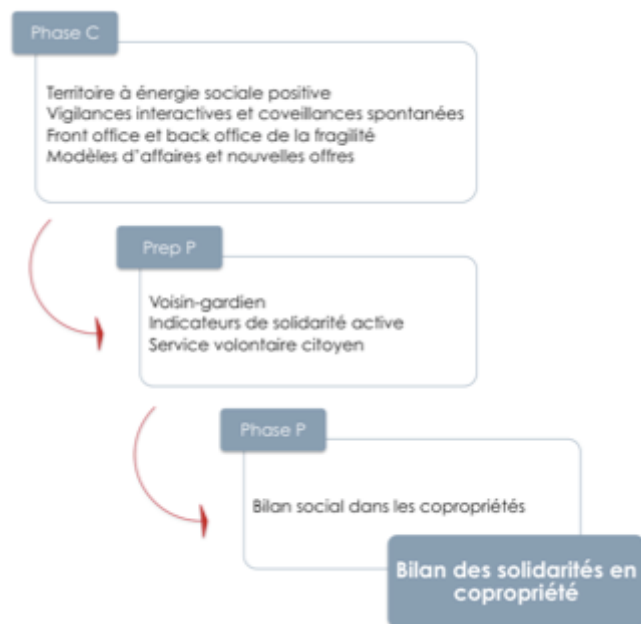 Phase C
Territoire à énergie sociale positive
Vigilances interactives et coveillances spontanées
Front office et back office de la fragilité
Modèles d'affaires et nouvelles offres
Prep P
Voisin-gardien
Indicateurs de solidarité active
Service volontaire citoyen
Phase P
Bilan social dans les copropriétés
Bilan des solidarités en
copropriété